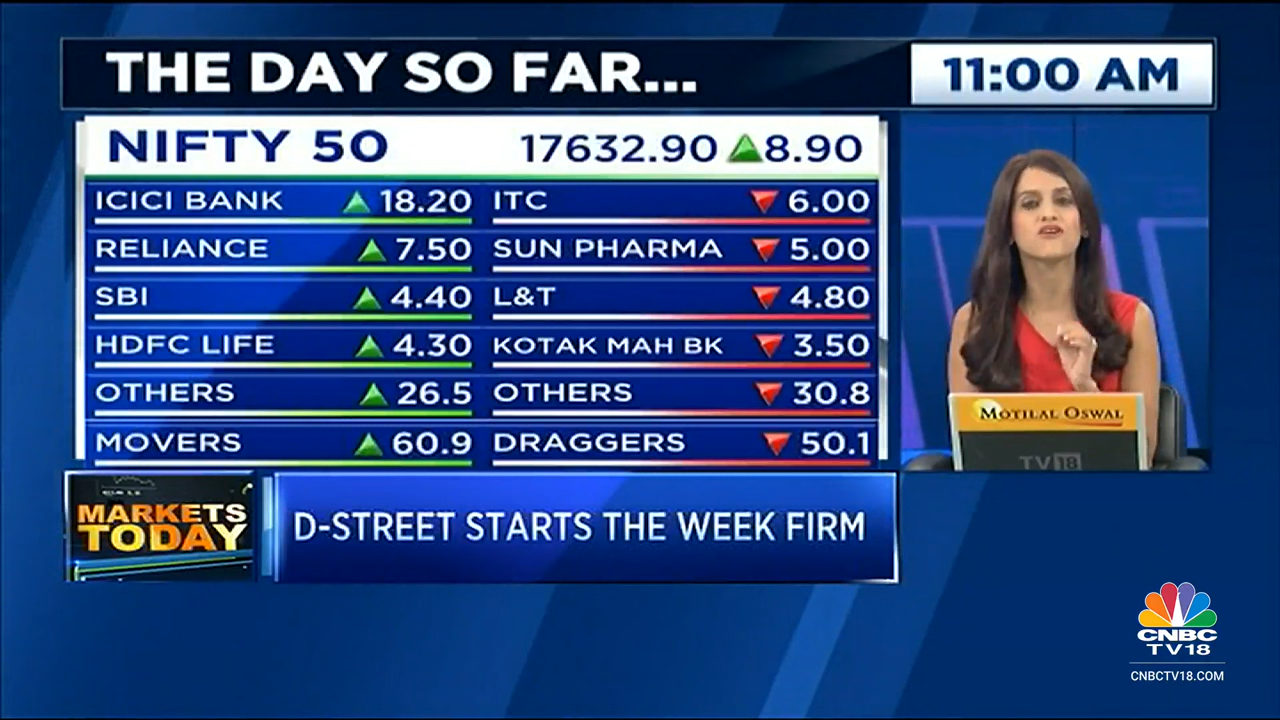 THE DAY SO FAR...
11:00 AM
NIFTY 50 17632.90 ▲8.90
ICICI BANK ▲ 18.20 ITC ▼ 6.00
RELIANCE ▲ 7.50 SUN PHARMA ▼ 5.00
SBI ▲ 4.40 L&T ▼ 4.80
HDFC LIFE ▲ 4.30 KOTAK MAH BK ▼ 3.50
OTHERS ▲ 26.5 OTHERS ▼ 30.8
MOVERS ▲ 60.9 DRAGGERS ▼ 50.1
MOTILAL OSWAL
TV18
MARKETS
TODAY
D-STREET STARTS THE WEEK FIRM
CNBC
TV18
CNBCTV18.COM